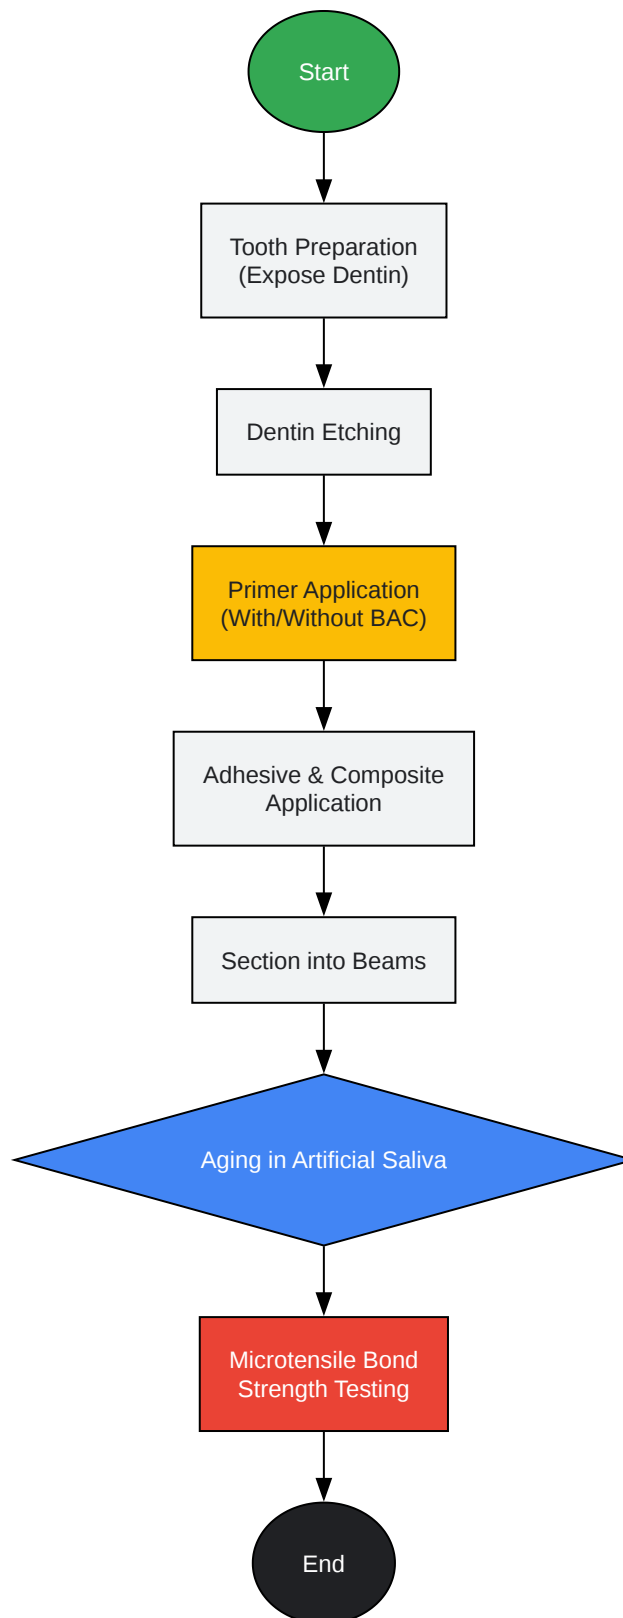 Start
Tooth Preparation
(Expose Dentin)
Dentin Etching
Primer Application
(With/Without BAC)
Adhesive & Composite
Application
Section into Beams
Aging in Artificial Saliva
Microtensile Bond
Strength Testing
End